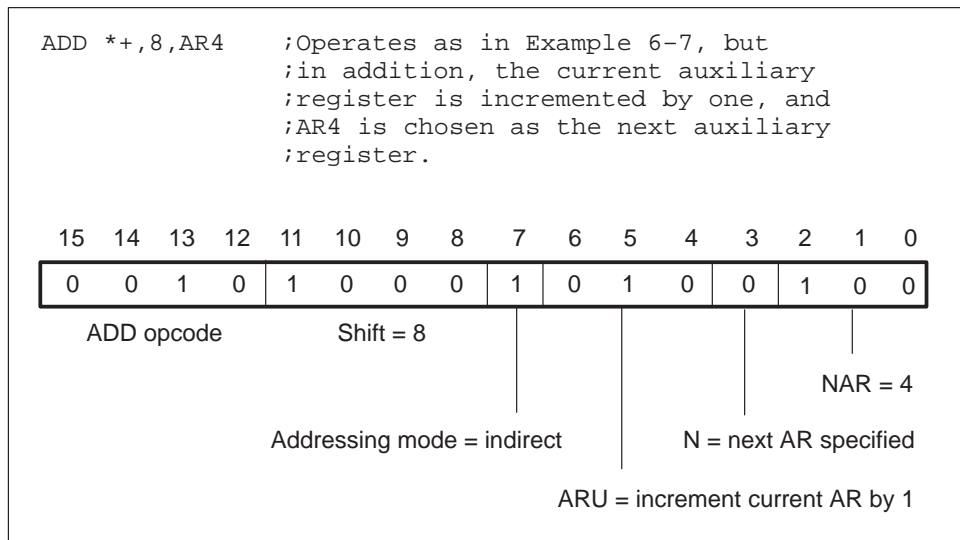 ADD *+,8,AR4 ;Operates as in Example 6–7, but
;in addition, the current auxiliary
;register is incremented by one, and
;AR4 is chosen as the next auxiliary
;register.
15 14 13 12 11 10 9 8 7 6 5 4 3 2 1 0
0 0 1 0 1 0 0 0 1 0 1 0 0 1 0 0
ADD opcode Shift = 8
NAR = 4
Addressing mode = indirect N = next AR specified
ARU = increment current AR by 1